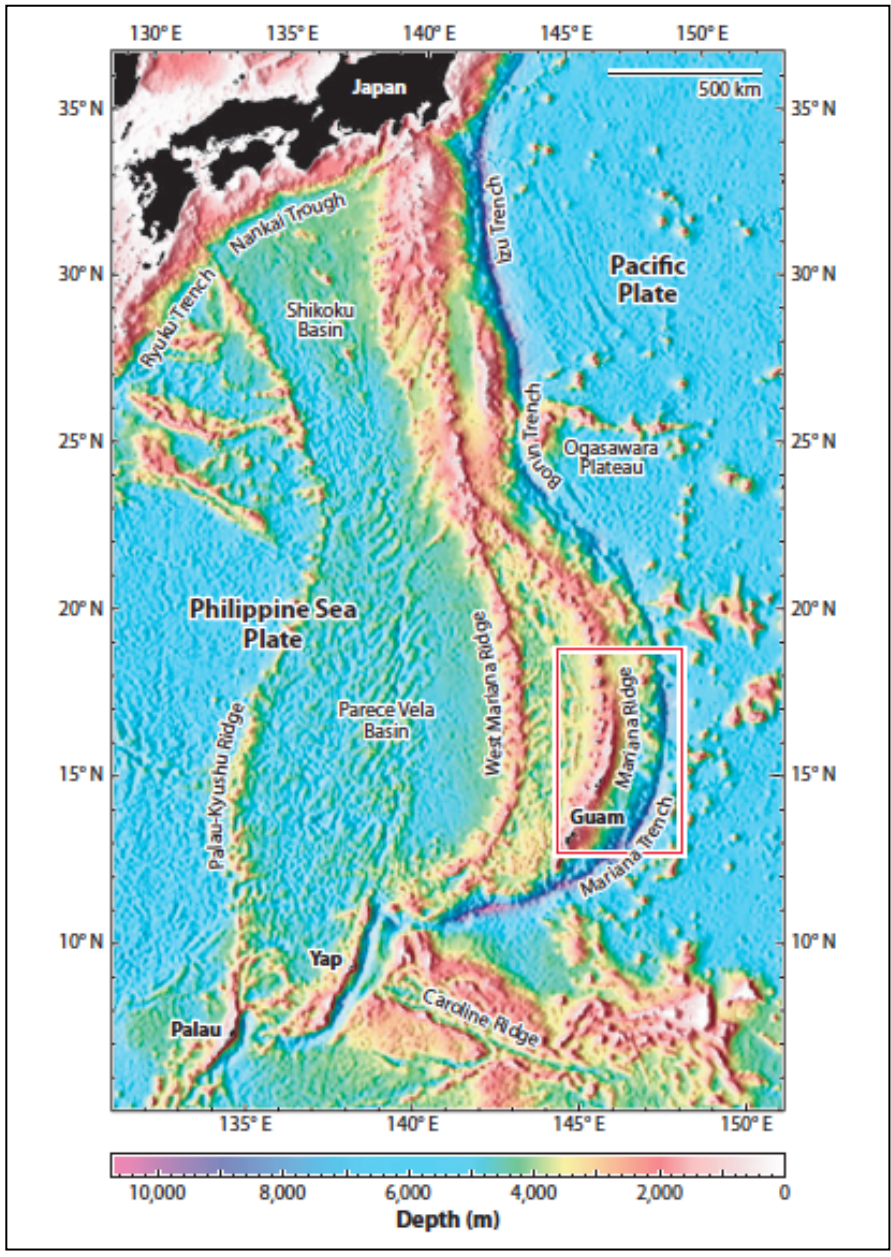 130° E 135° E 140° E 145° E 150° E
Japan
500 km
35° N 35° N
Nankai Trough
Izu Trench
30° N 30° N
Pacific
Plate
Ryuku Trench
Shikoku
Basin
Bonin Trench
25° N 25° N
Ogasawara
Plateau
20° N 20° N
Philippine Sea
Plate
West Mariana Ridge
Mariana Ridge
Parece Vela
Basin
Palau-Kyushu Ridge
15° N 15° N
Guam
Mariana Trench
10° N 10° N
Yap
Caroline Ridge
Palau
135° E 140° E 145° E 150° E
10,000 8,000 6,000 4,000 2,000 0
Depth (m)